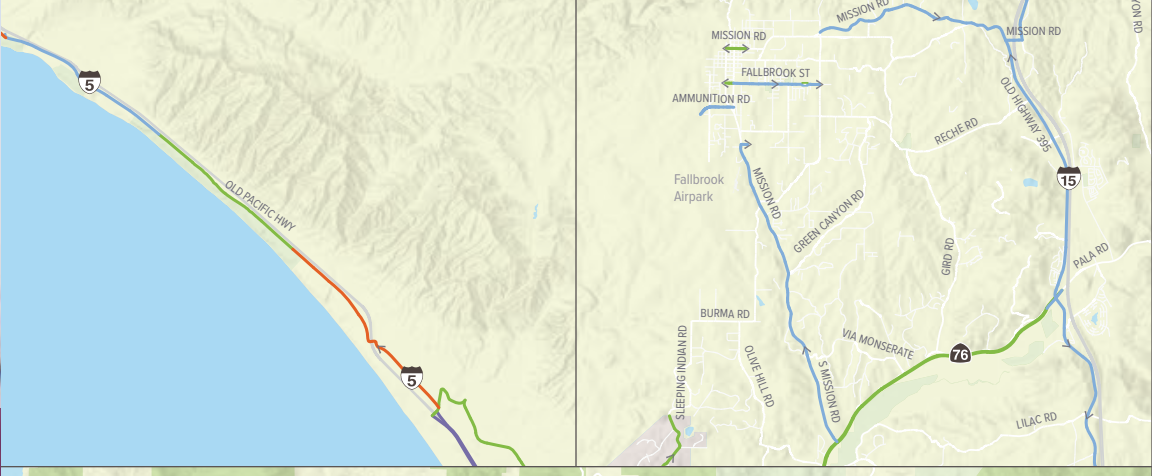 MISSION RD
MISSION RD
MISSION RD
FALLBROOK ST
AMMUNITION RD
5
OLD HIGHWAY 395
RECHE RD
15
Fallbrook
Airpark
MISSION RD
OLD PACIFIC HWY
GREEN CANYON RD
GIRD RD
PALA RD
BURMA RD
VIA MONSERATE
76
SLEEPING INDIAN RD
OLIVE HILL RD
S MISSION RD
5
LILAC RD